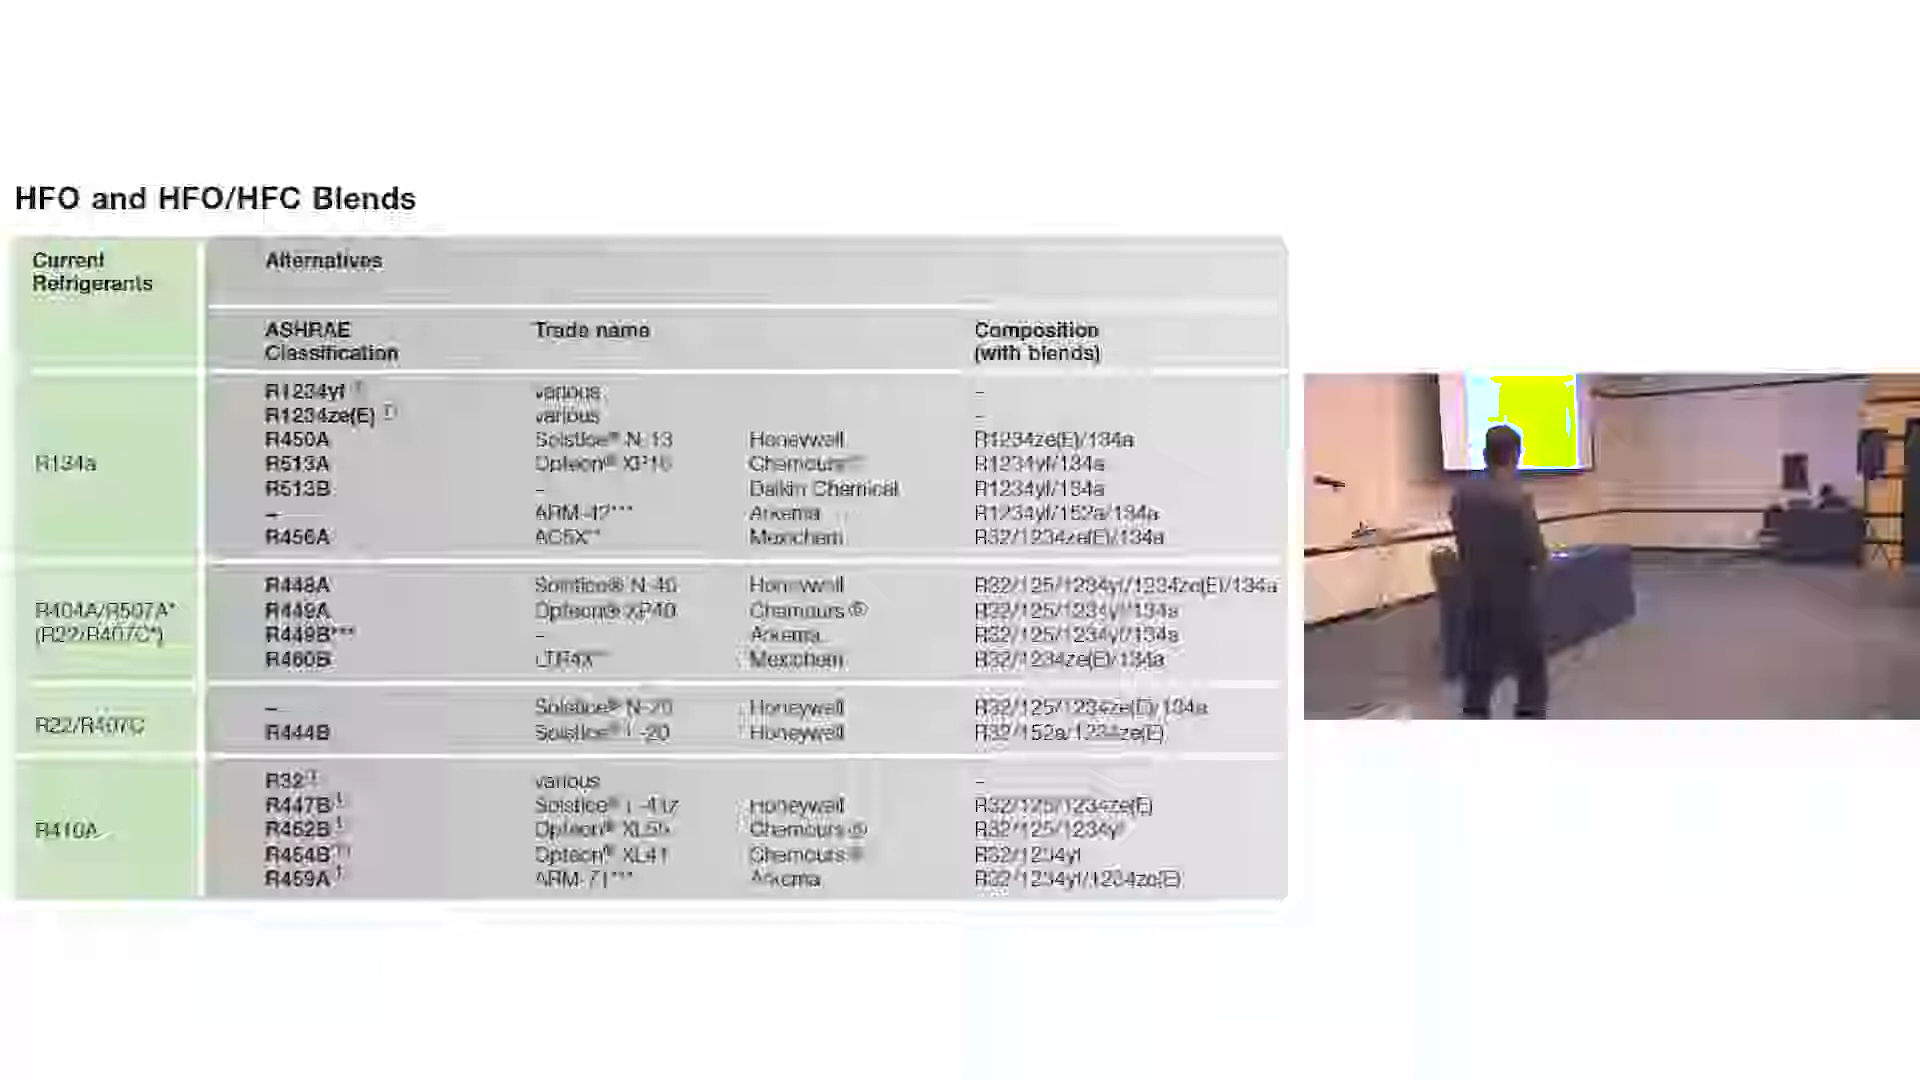 HFO and HFO/HFC Blends
Current Alternatives
Refrigerants
ASHRAE Trade name Composition
Classification (with blends)
R1234yf various –
R1234ze(E) various –
R450A Solstice® N-13 Honeywell R1234ze(E)/134a
R134a R513A Opteon® XP10 Chemours R1234yf/134a
R513B – Daikin Chemical R1234yf/134a
– ARM-42*** Arkema R1234yf/152a/134a
R456A AC5X** Mexichem R32/1234ze(E)/134a
R448A Solstice® N-40 Honeywell R32/125/1234yf/1234ze(E)/134a
R404A/R507A* R449A Opteon® XP40 Chemours R32/125/1234yf/134a
(R22/R407C*) R449B*** – Arkema R32/125/1234yf/134a
R460B LTR4X** Mexichem R32/1234ze(E)/134a
– Solstice® N-20 Honeywell R32/125/1234ze(E)/134a
R22/R407C R444B Solstice® L-20 Honeywell R32/152a/1234ze(E)
R32 various –
R447B Solstice® Honeywell R32/125/1234ze(E)
R410A R452B Opteon® XL55 Chemours R32/125/1234yf
R454B Opteon® XL41 Chemours R32/1234yf
R459A ARM-71*** Arkema R32/1234yf/1234ze(E)